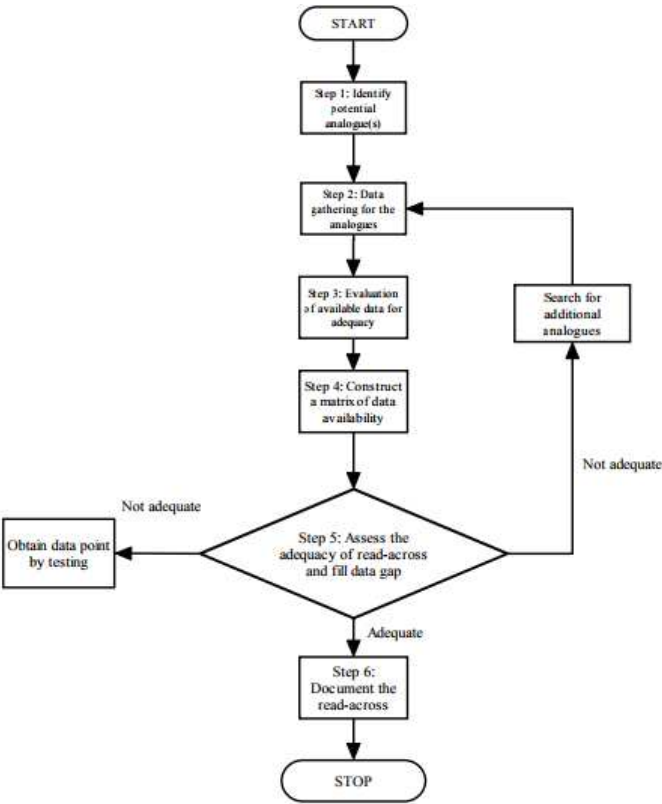 START
Step 1: Identify
potential
analogue(s)
Step 2: Data
gathering for the
analogues
Step 3: Evaluation
of available data for
adequacy
Search for
additional
analogues
Step 4: Construct
a matrix of data
availability
Not adequate
Not adequate
Obtain data point
by testing
Step 5: Assess the
adequacy of read-across
and fill data gap
Adequate
Step 6:
Document the
read-across
STOP